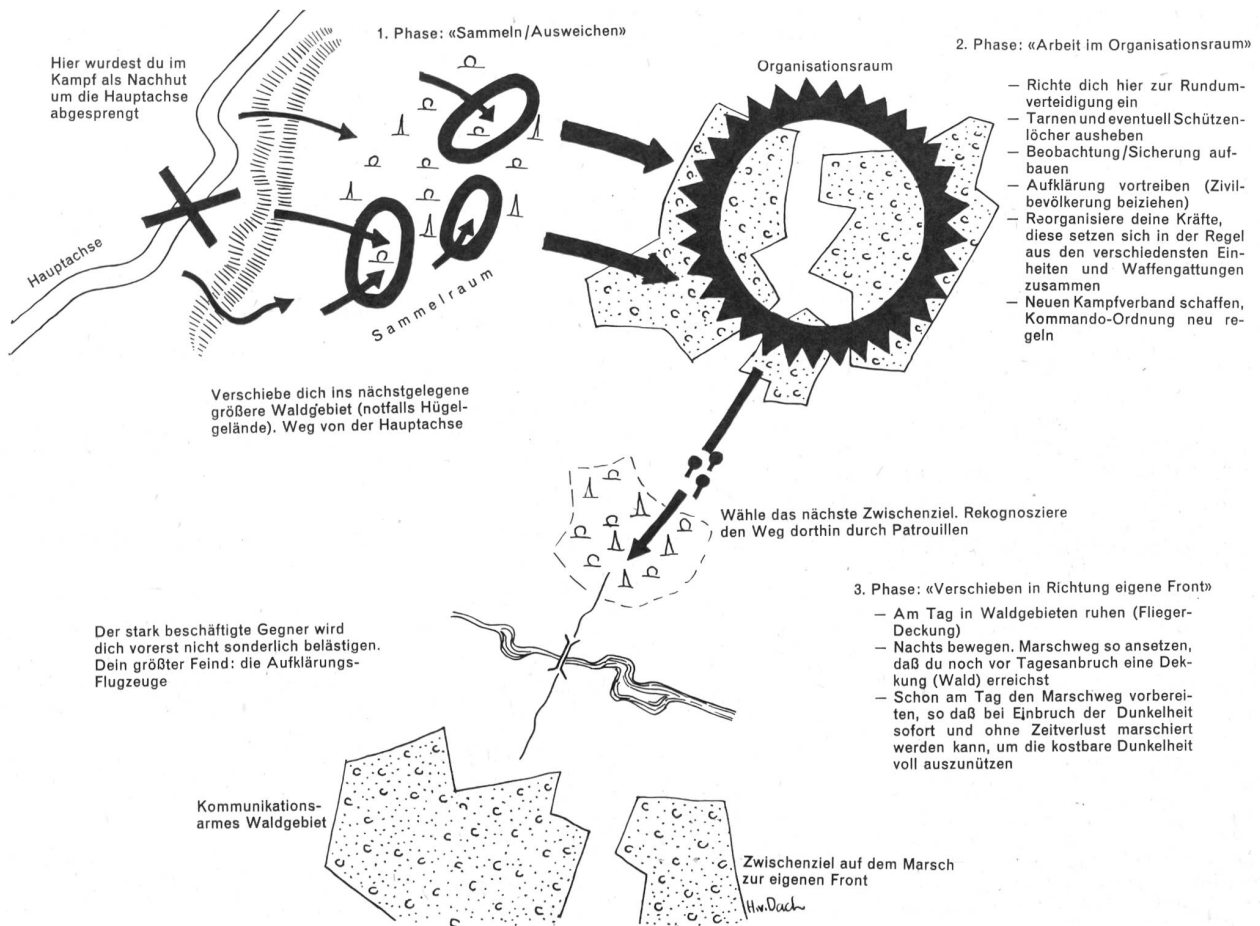 1. Phase: «Sammeln/Ausweichen»
Hier wurdest du im
Kampf als Nachhut
um die Hauptachse
abgesprengt
Hauptachse
Sammelraum
Verschiebe dich ins nächstgelegene
größere Waldgebiet (notfalls Hügel-
gelände). Weg von der Hauptachse
Organisationsraum
2. Phase: «Arbeit im Organisationsraum»
— Richte dich hier zur Rundum-
verteidigung ein
— Tarnen und eventuell Schützen-
löcher ausheben
— Beobachtung/Sicherung auf-
bauen
— Aufklärung vortreiben (Zivil-
bevölkerung beiziehen)
— Reorganisiere deine Kräfte,
diese setzen sich in der Regel
aus den verschiedensten Ein-
heiten und Waffengattungen
zusammen
— Neuen Kampfverband schaffen,
Kommando-Ordnung neu re-
geln
Wähle das nächste Zwischenziel. Rekognosziere
den Weg dorthin durch Patrouillen
3. Phase: «Verschieben in Richtung eigene Front»
— Am Tag in Waldgebieten ruhen (Flieger-
Deckung)
— Nachts bewegen. Marschweg so ansetzen,
daß du noch vor Tagesanbruch eine Dek-
kung (Wald) erreichst
— Schon am Tag den Marschweg vorberei-
ten, so daß bei Einbruch der Dunkelheit
sofort und ohne Zeitverlust marschiert
werden kann, um die kostbare Dunkelheit
voll auszunützen
Der stark beschäftigte Gegner wird
dich vorerst nicht sonderlich belästigen.
Dein größter Feind: die Aufklärungs-
Flugzeuge
Kommunikations-
armes Waldgebiet
Zwischenziel auf dem Marsch
zur eigenen Front
H.v.Dach